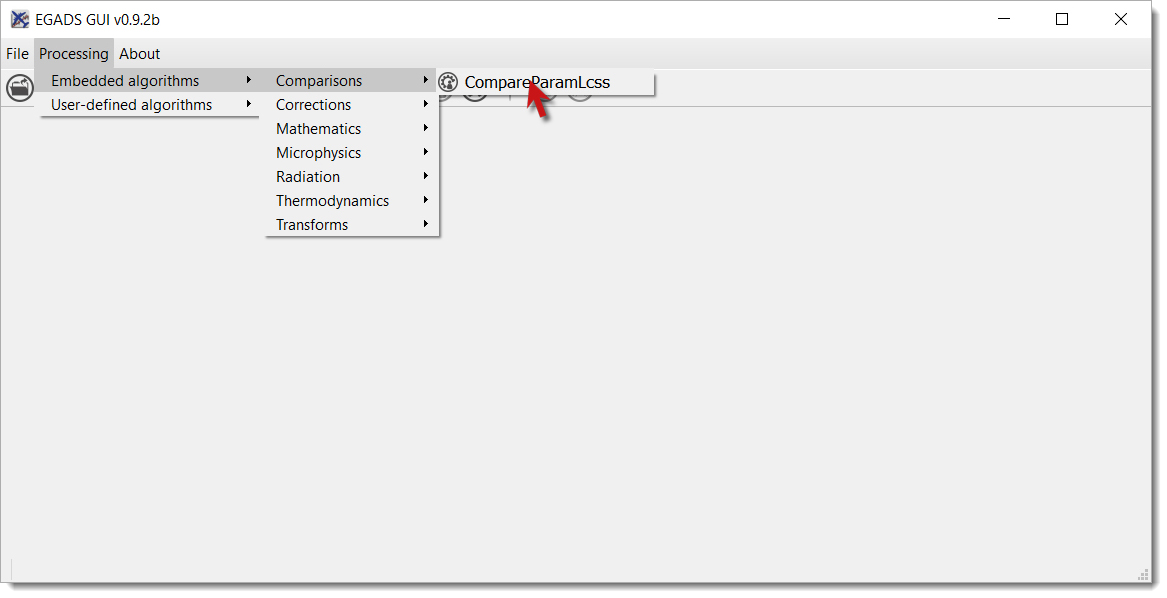 EGADS GUI v0.9.2b
File Processing About
Embedded algorithms
User-defined algorithms
Comparisons
Corrections
Mathematics
Microphysics
Radiation
Thermodynamics
Transforms
CompareParamLcss